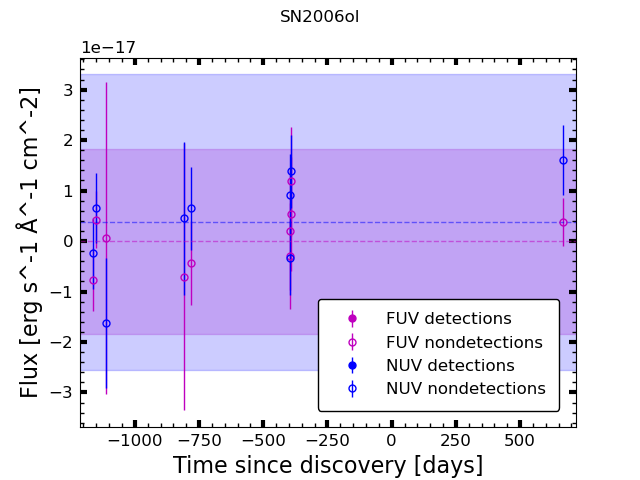 SN2006ol
1e−17
Flux [erg s^-1 Å^-1 cm^-2]
3
2
1
0
−1
−2
−3
FUV detections
FUV nondetections
NUV detections
NUV nondetections
−1000 −750 −500 −250 0 250 500
Time since discovery [days]